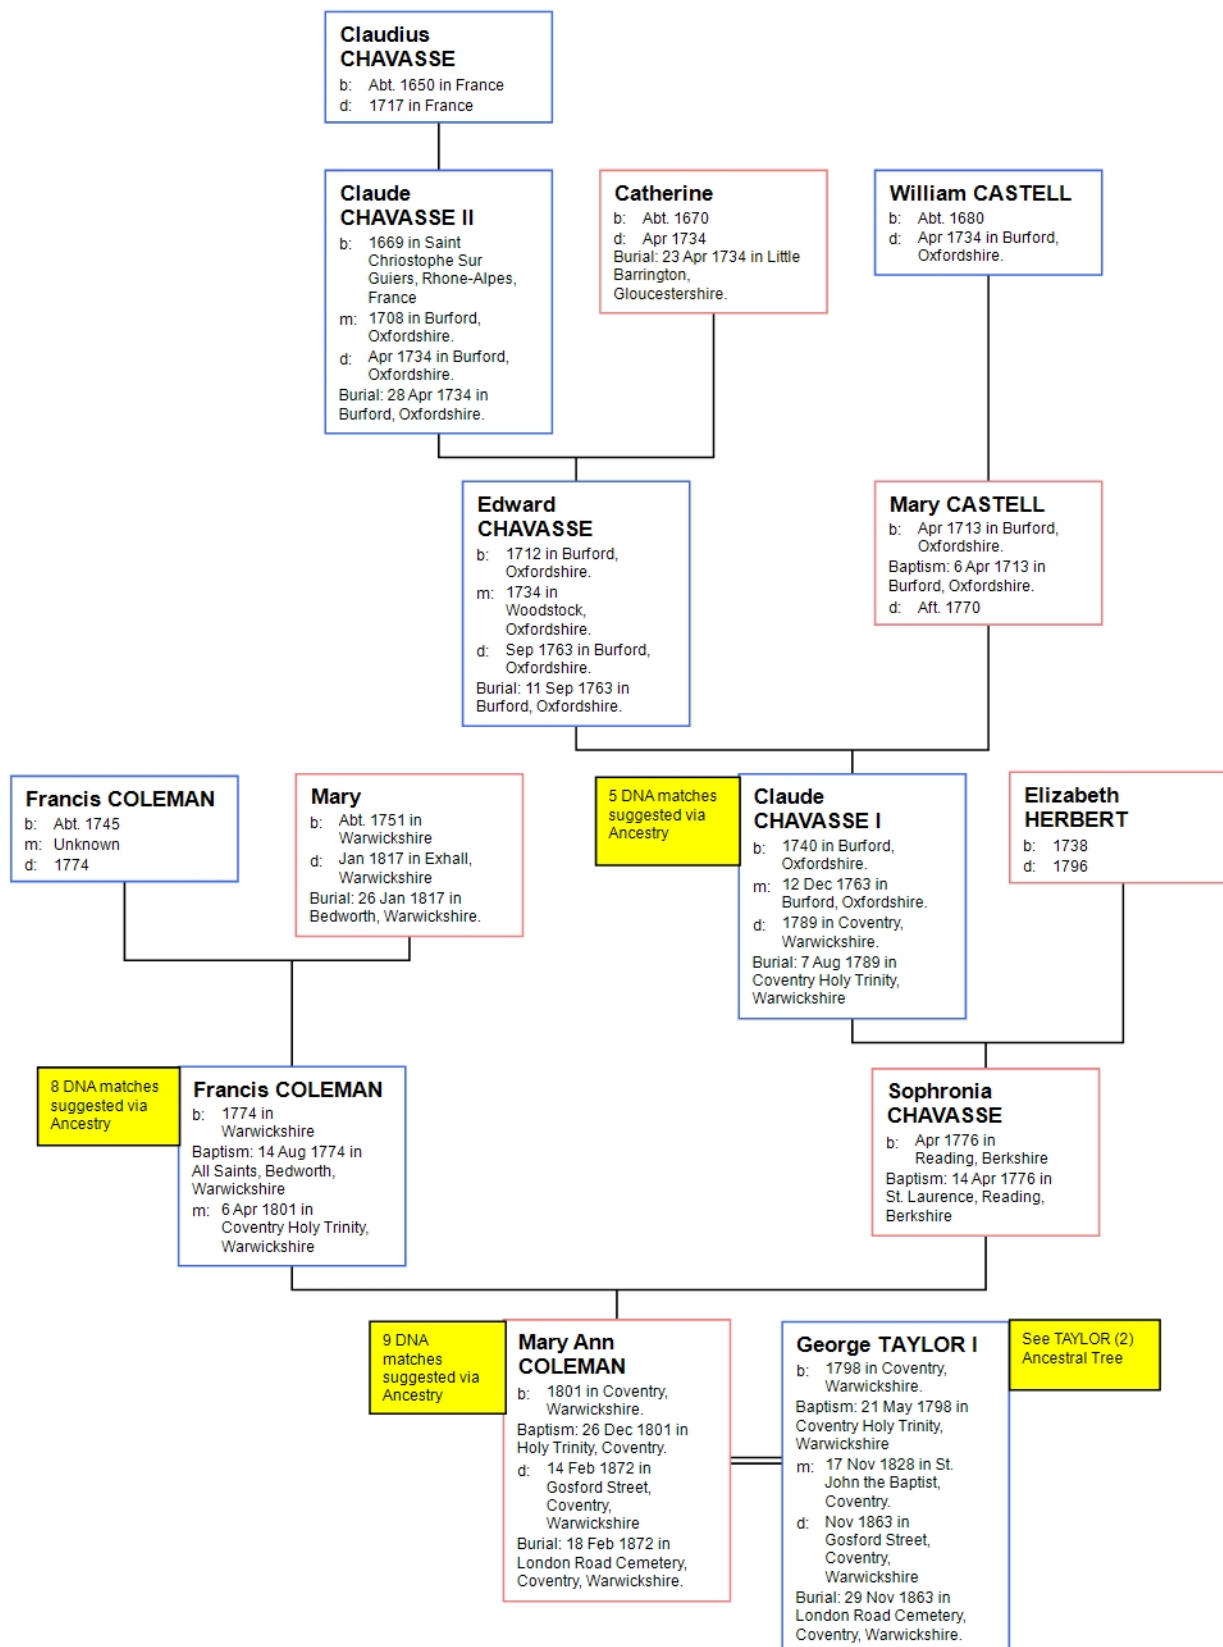 Claudius
CHAVASSE
b: Abt. 1650 in France
d: 1717 in France
Claude
CHAVASSE II
b: 1669 in Saint
Chriostophe Sur
Guiers, Rhone-Alpes,
France
m: 1708 in Burford,
Oxfordshire.
d: Apr 1734 in Burford,
Oxfordshire.
Burial: 28 Apr 1734 in
Burford, Oxfordshire.
Catherine
b: Abt. 1670
d: Apr 1734
Burial: 23 Apr 1734 in Little
Barrington,
Gloucestershire.
William CASTELL
b: Abt. 1680
d: Apr 1734 in Burford,
Oxfordshire.
Edward
CHAVASSE
b: 1712 in Burford,
Oxfordshire.
m: 1734 in
Woodstock,
Oxfordshire.
d: Sep 1763 in Burford,
Oxfordshire.
Burial: 11 Sep 1763 in
Burford, Oxfordshire.
Mary CASTELL
b: Apr 1713 in Burford,
Oxfordshire.
Baptism: 6 Apr 1713 in
Burford, Oxfordshire.
d: Aft. 1770
Francis COLEMAN
b: Abt. 1745
m: Unknown
d: 1774
Mary
b: Abt. 1751 in
Warwickshire
d: Jan 1817 in Exhall,
Warwickshire
Burial: 26 Jan 1817 in
Bedworth, Warwickshire.
5 DNA matches
suggested via
Ancestry
Claude
CHAVASSE I
b: 1740 in Burford,
Oxfordshire.
m: 12 Dec 1763 in
Burford, Oxfordshire.
d: 1789 in Coventry,
Warwickshire.
Burial: 7 Aug 1789 in
Coventry Holy Trinity,
Warwickshire
Elizabeth
HERBERT
b: 1738
d: 1796
8 DNA matches
suggested via
Ancestry
Francis COLEMAN
b: 1774 in
Warwickshire
Baptism: 14 Aug 1774 in
All Saints, Bedworth,
Warwickshire
m: 6 Apr 1801 in
Coventry Holy Trinity,
Warwickshire
Sophronia
CHAVASSE
b: Apr 1776 in
Reading, Berkshire
Baptism: 14 Apr 1776 in
St. Laurence, Reading,
Berkshire
9 DNA
matches
suggested via
Ancestry
Mary Ann
COLEMAN
b: 1801 in Coventry,
Warwickshire.
Baptism: 26 Dec 1801 in
Holy Trinity, Coventry.
d: 14 Feb 1872 in
Gosford Street,
Coventry,
Warwickshire
Burial: 18 Feb 1872 in
London Road Cemetery,
Coventry, Warwickshire.
George TAYLOR I
b: 1798 in Coventry,
Warwickshire.
Baptism: 21 May 1798 in
Coventry Holy Trinity,
Warwickshire
m: 17 Nov 1828 in St.
John the Baptist,
Coventry.
d: Nov 1863 in
Gosford Street,
Coventry,
Warwickshire
Burial: 29 Nov 1863 in
London Road Cemetery,
Coventry, Warwickshire.
See TAYLOR (2)
Ancestral Tree